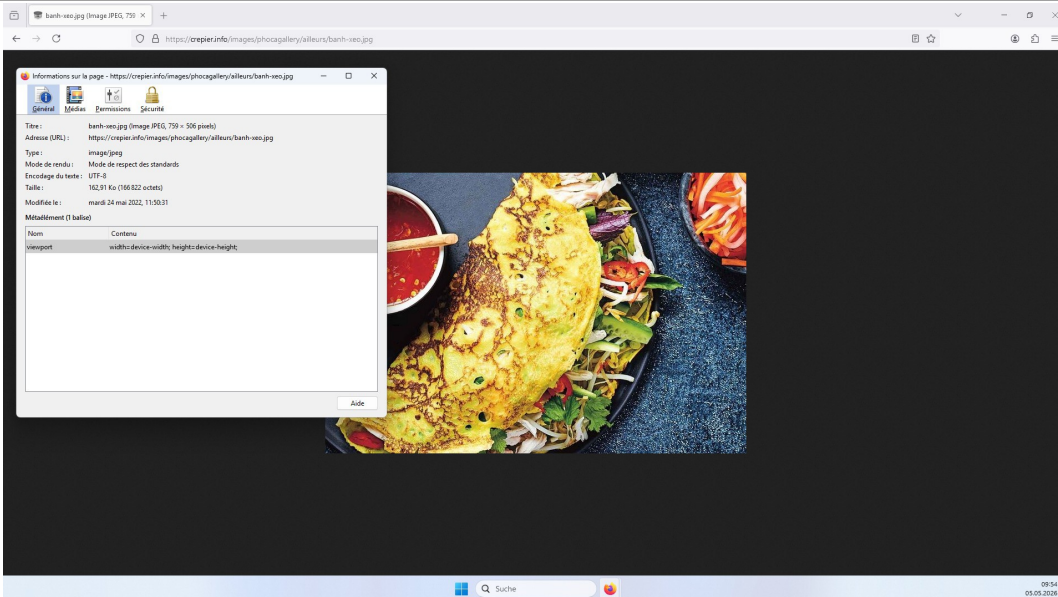 banh-xeo.jpg (Image JPEG, 759
https://crepier.info/images/phocagallery/ailleurs/banh-xeo.jpg
Informations sur la page - https://crepier.info/images/phocagallery/ailleurs/banh-xeo.jpg
Général Médias Permissions Sécurité
Titre : banh-xeo.jpg (Image JPEG, 759 × 506 pixels)
Adresse (URL) : https://crepier.info/images/phocagallery/ailleurs/banh-xeo.jpg
Type : image/jpeg
Mode de rendu : Mode de respect des standards
Encodage du texte : UTF-8
Taille : 162,91 Ko (166 822 octets)
Modifiée le : mardi 24 mai 2022, 11:50:31
Métaélément (1 balise)
Nom Contenu
viewport width=device-width; height=device-height;
Aide
Suche
09:54
05.05.2026